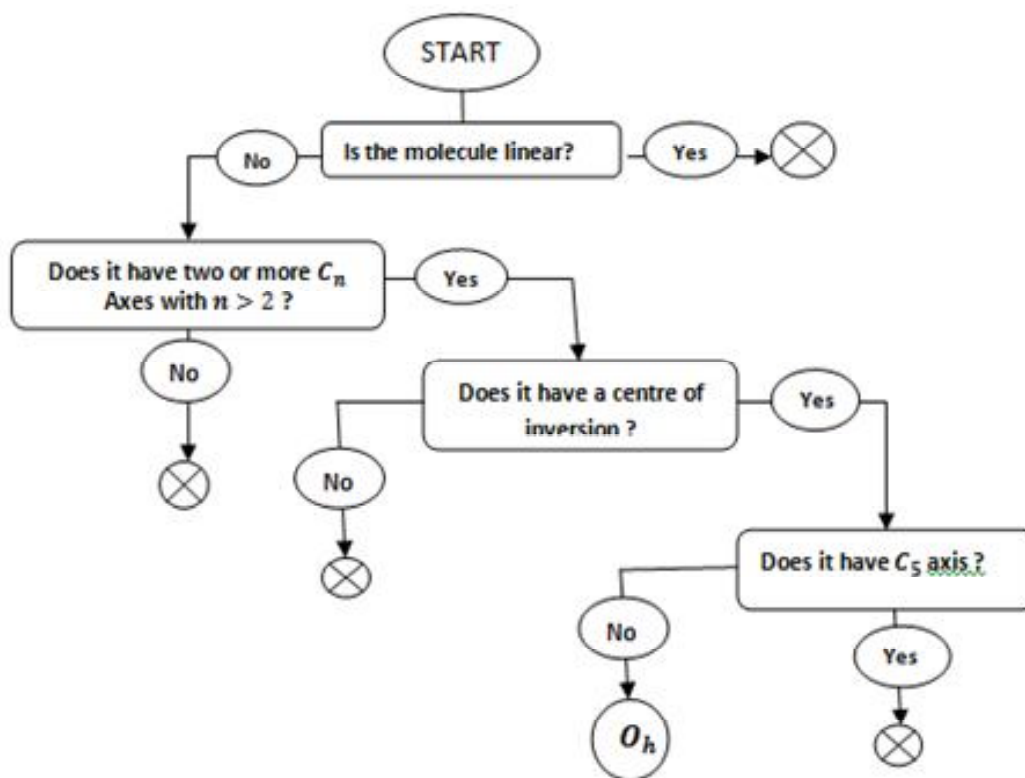 START
Is the molecule linear?
No
Yes
Does it have two or more Cₙ
Axes with n > 2 ?
Yes
No
Does it have a centre of
inversion ?
Yes
No
Does it have C₅ axis ?
No
Yes
Oₕ